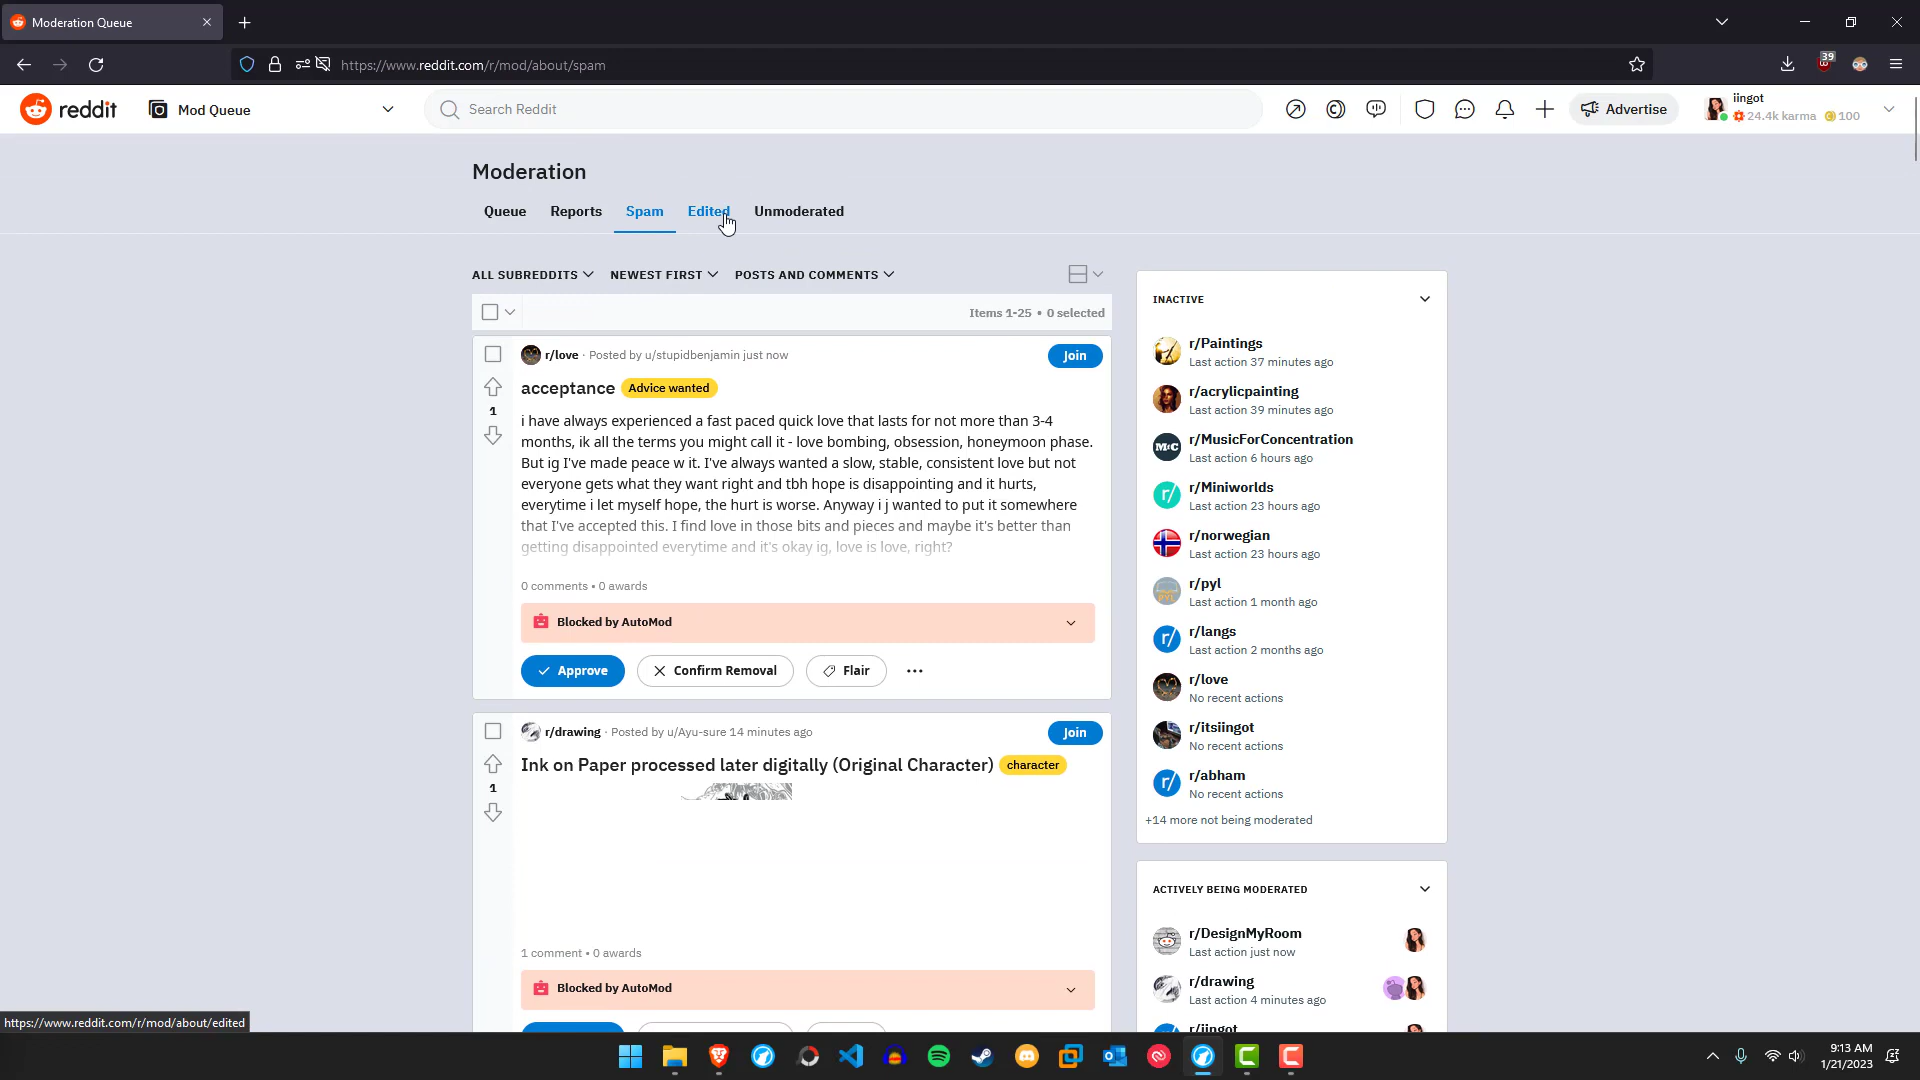 Moderation Queue
39
https://www.reddit.com/r/mod/about/spam
reddit
Mod Queue
Search Reddit
Advertise
iingot
24.4k karma
100
Moderation
Queue
Reports
Spam
Edited
Unmoderated
ALL SUBREDDITS
NEWEST FIRST
POSTS AND COMMENTS
Items 1-25 • 0 selected
r/love · Posted by u/stupidbenjamin just now
Join
1
acceptance
Advice wanted
i have always experienced a fast paced quick love that lasts for not more than 3-4
months, ik all the terms you might call it - love bombing, obsession, honeymoon phase.
But ig I've made peace w it. I've always wanted a slow, stable, consistent love but not
everyone gets what they want right and tbh hope is disappointing and it hurts,
everytime i let myself hope, the hurt is worse. Anyway i j wanted to put it somewhere
that I've accepted this. I find love in those bits and pieces and maybe it's better than
getting disappointed everytime and it's okay ig, love is love, right?
0 comments • 0 awards
Blocked by AutoMod
Approve
Confirm Removal
Flair
r/drawing · Posted by u/Ayu-sure 14 minutes ago
Join
1
Ink on Paper processed later digitally (Original Character)
character
1 comment • 0 awards
Blocked by AutoMod
INACTIVE
r/Paintings
Last action 37 minutes ago
r/acrylicpainting
Last action 39 minutes ago
M:C
r/MusicForConcentration
Last action 6 hours ago
r/
r/Miniworlds
Last action 23 hours ago
r/norwegian
Last action 23 hours ago
PYL
r/pyl
Last action 1 month ago
r/
r/langs
Last action 2 months ago
r/love
No recent actions
r/itsiingot
No recent actions
r/
r/abham
No recent actions
+14 more not being moderated
ACTIVELY BEING MODERATED
r/DesignMyRoom
Last action just now
r/drawing
Last action 4 minutes ago
r/iingot
https://www.reddit.com/r/mod/about/edited
9:13 AM
1/21/2023